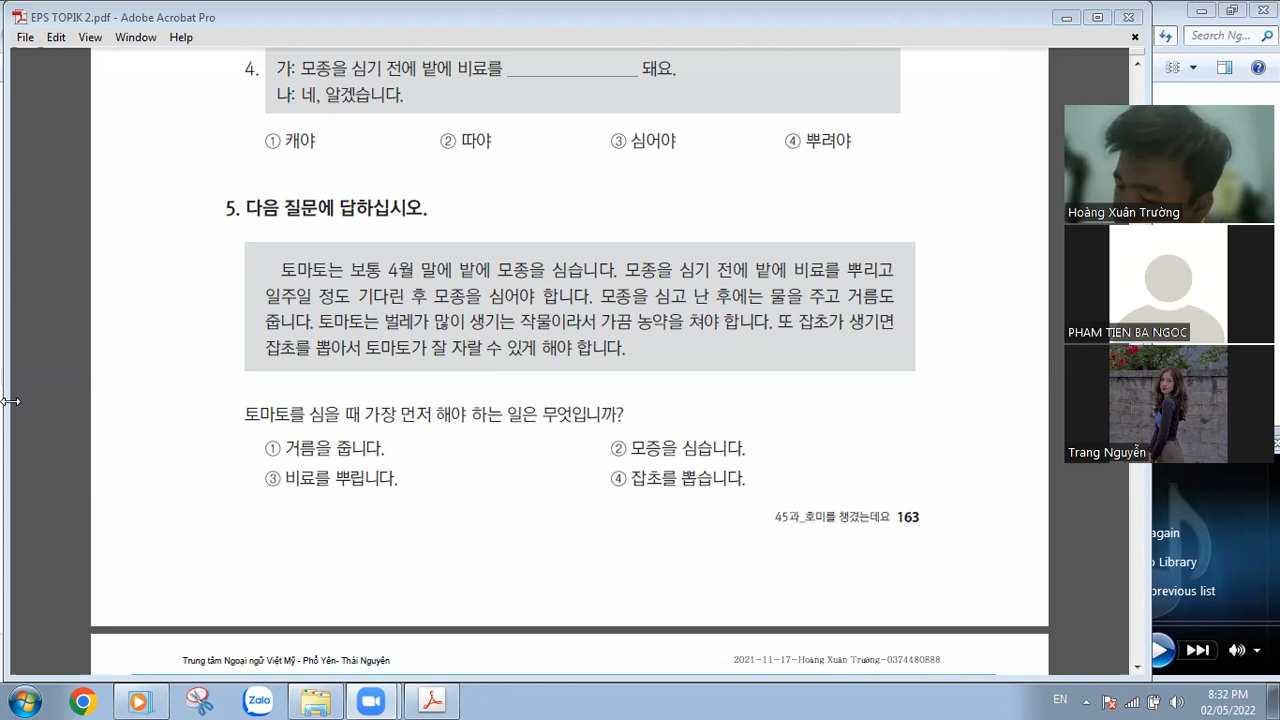 EPS TOPIK 2.pdf - Adobe Acrobat Pro
File Edit View Window Help
Search Ng...
4. 가: 모종을 심기 전에 밭에 비료를 ______________ 돼요.
나: 네, 알겠습니다.
① 캐야 ② 따야 ③ 심어야 ④ 뿌려야
5. 다음 질문에 답하십시오.
토마토는 보통 4월 말에 밭에 모종을 심습니다. 모종을 심기 전에 밭에 비료를 뿌리고
일주일 정도 기다린 후 모종을 심어야 합니다. 모종을 심고 난 후에는 물을 주고 거름도
줍니다. 토마토는 벌레가 많이 생기는 작물이라서 가끔 농약을 쳐야 합니다. 또 잡초가 생기면
잡초를 뽑아서 토마토가 잘 자랄 수 있게 해야 합니다.
토마토를 심을 때 가장 먼저 해야 하는 일은 무엇입니까?
① 거름을 줍니다. ② 모종을 심습니다.
③ 비료를 뿌립니다. ④ 잡초를 뽑습니다.
45과_호미를 챙겼는데요 163
Trung tâm Ngoại ngữ Việt Mỹ - Phổ Yên- Thái Nguyên 2021-11-17-Hoàng Xuân Trường-0374480888
Hoàng Xuân Trường
PHAM TIEN BA NGOC
Trang Nguyễn
again
Library
previous list
Zalo
EN
8:32 PM
02/05/2022